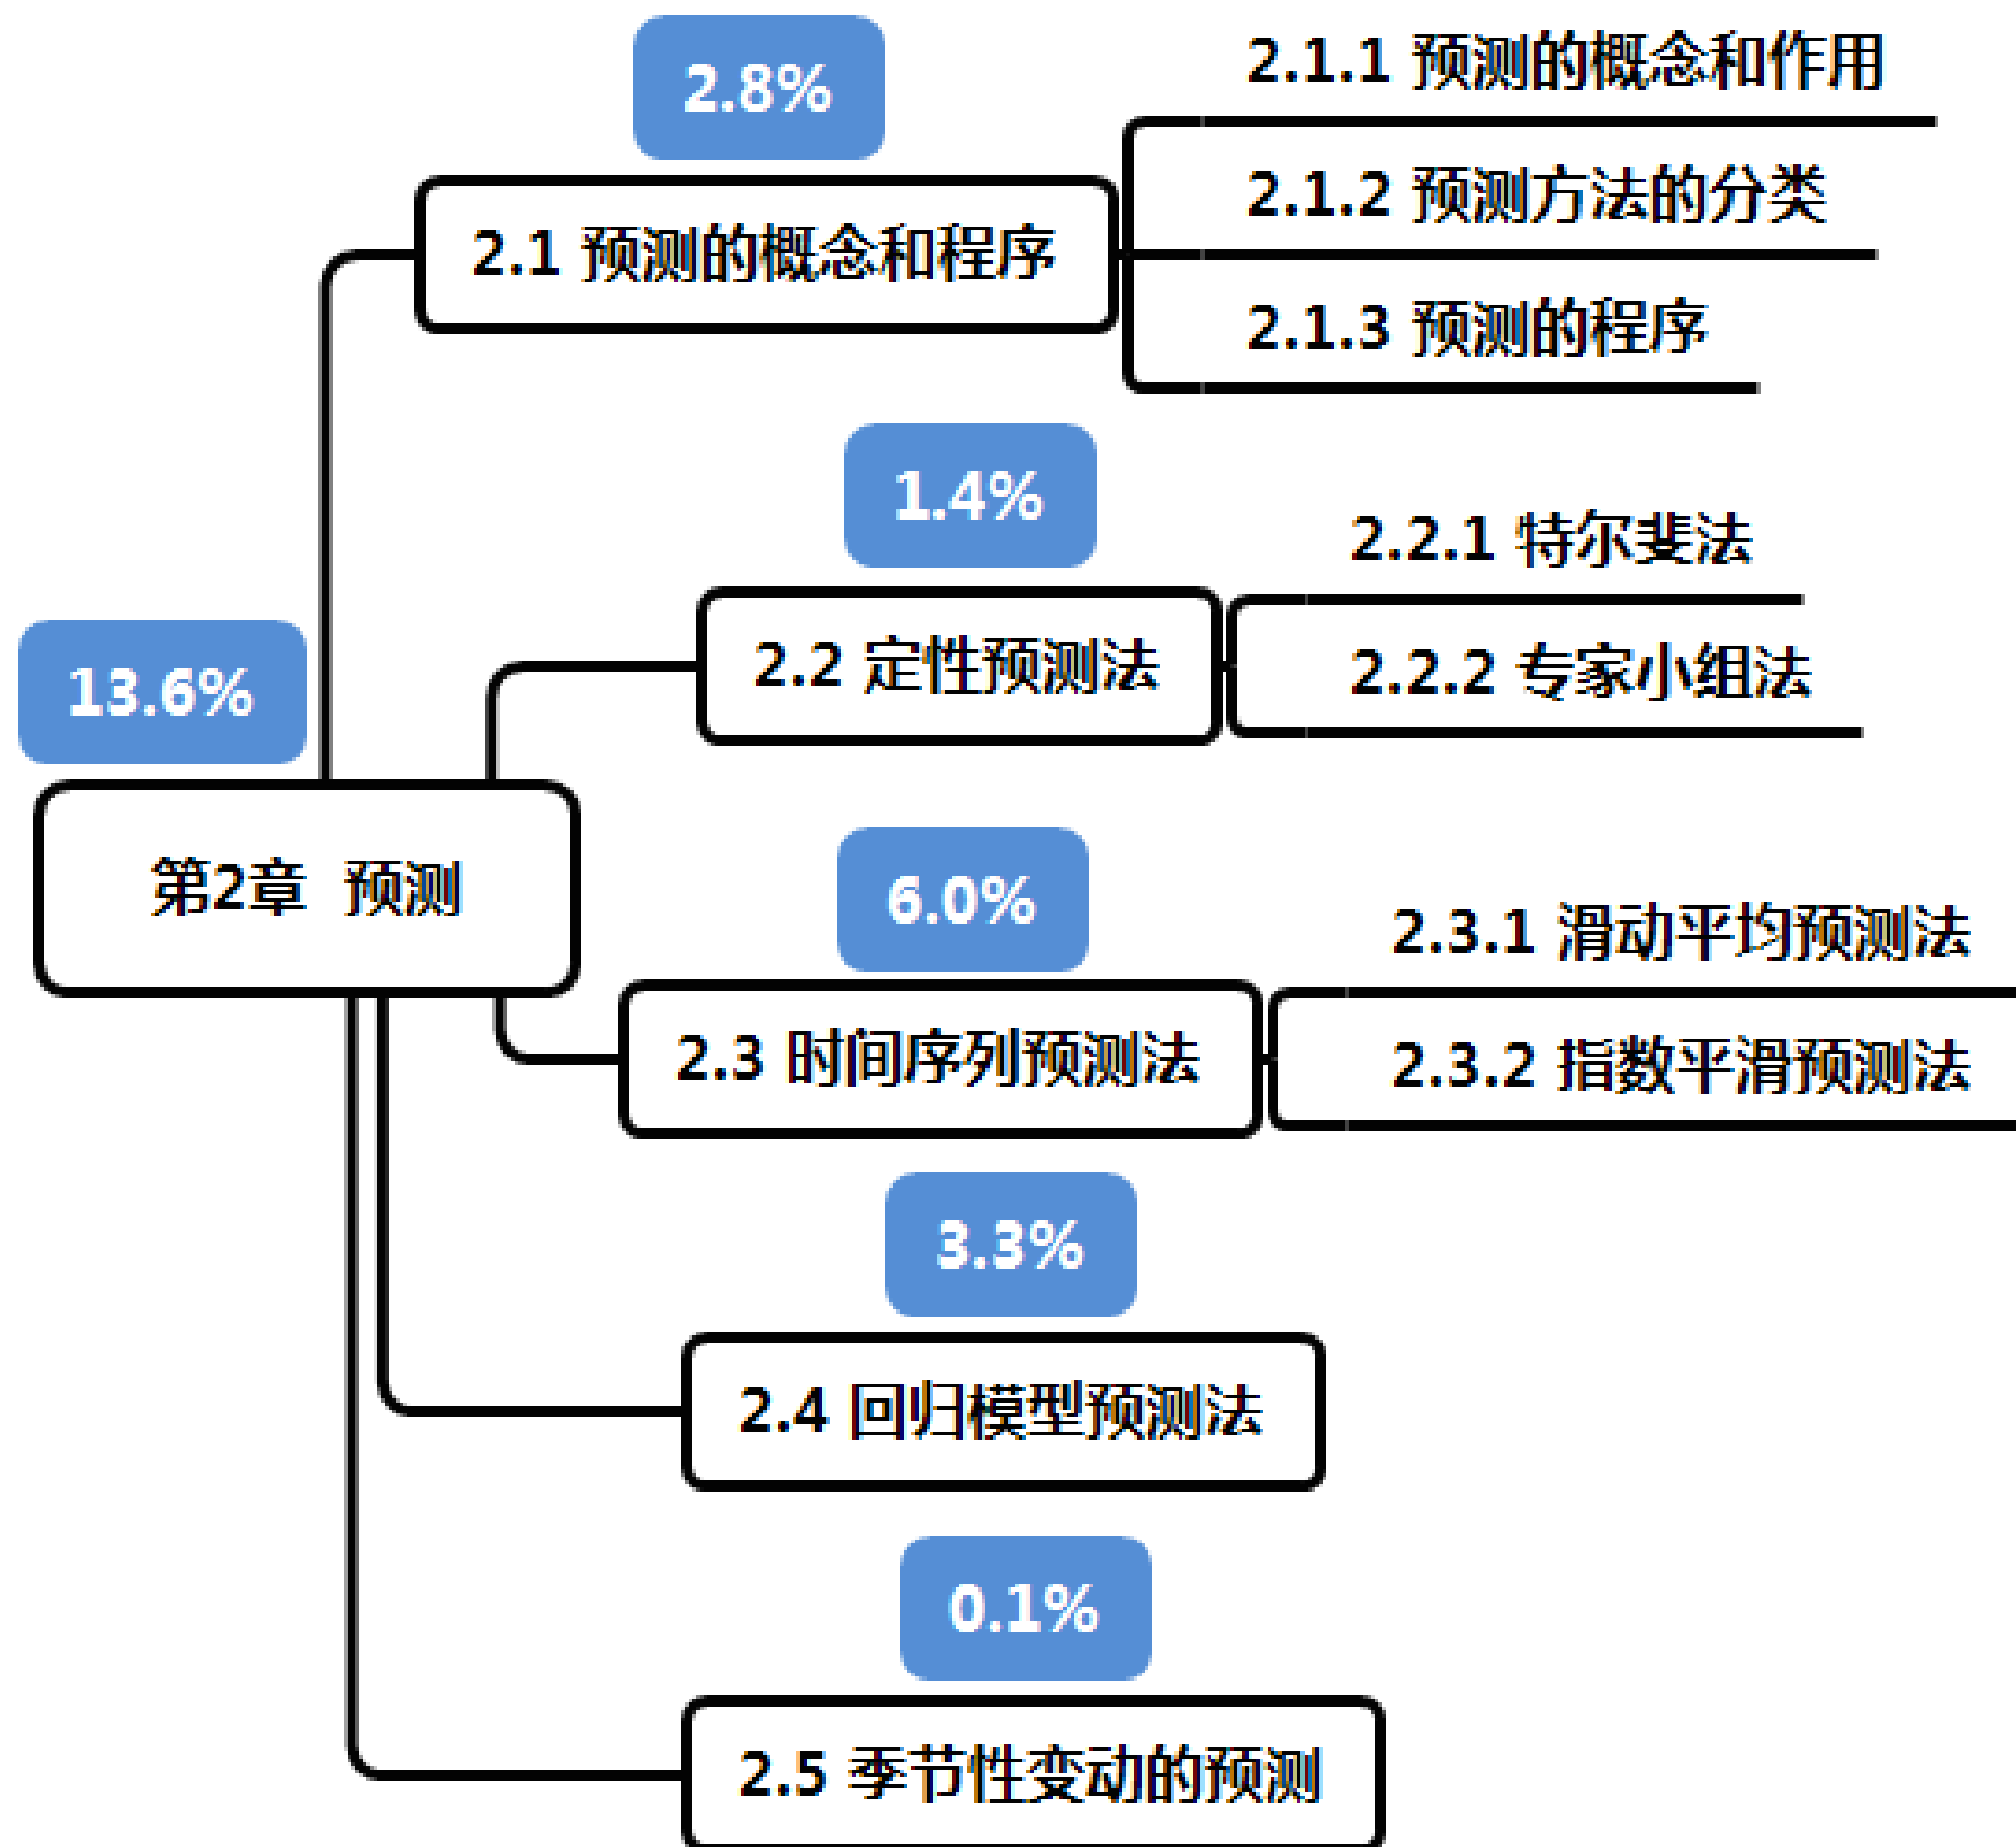 2.8%
2.1 预测的概念和程序
2.1.1 预测的概念和作用
2.1.2 预测方法的分类
2.1.3 预测的程序
1.4%
2.2 定性预测法
2.2.1 特尔斐法
2.2.2 专家小组法
13.6%
第2章 预测
6.0%
2.3 时间序列预测法
2.3.1 滑动平均预测法
2.3.2 指数平滑预测法
3.3%
2.4 回归模型预测法
0.1%
2.5 季节性变动的预测